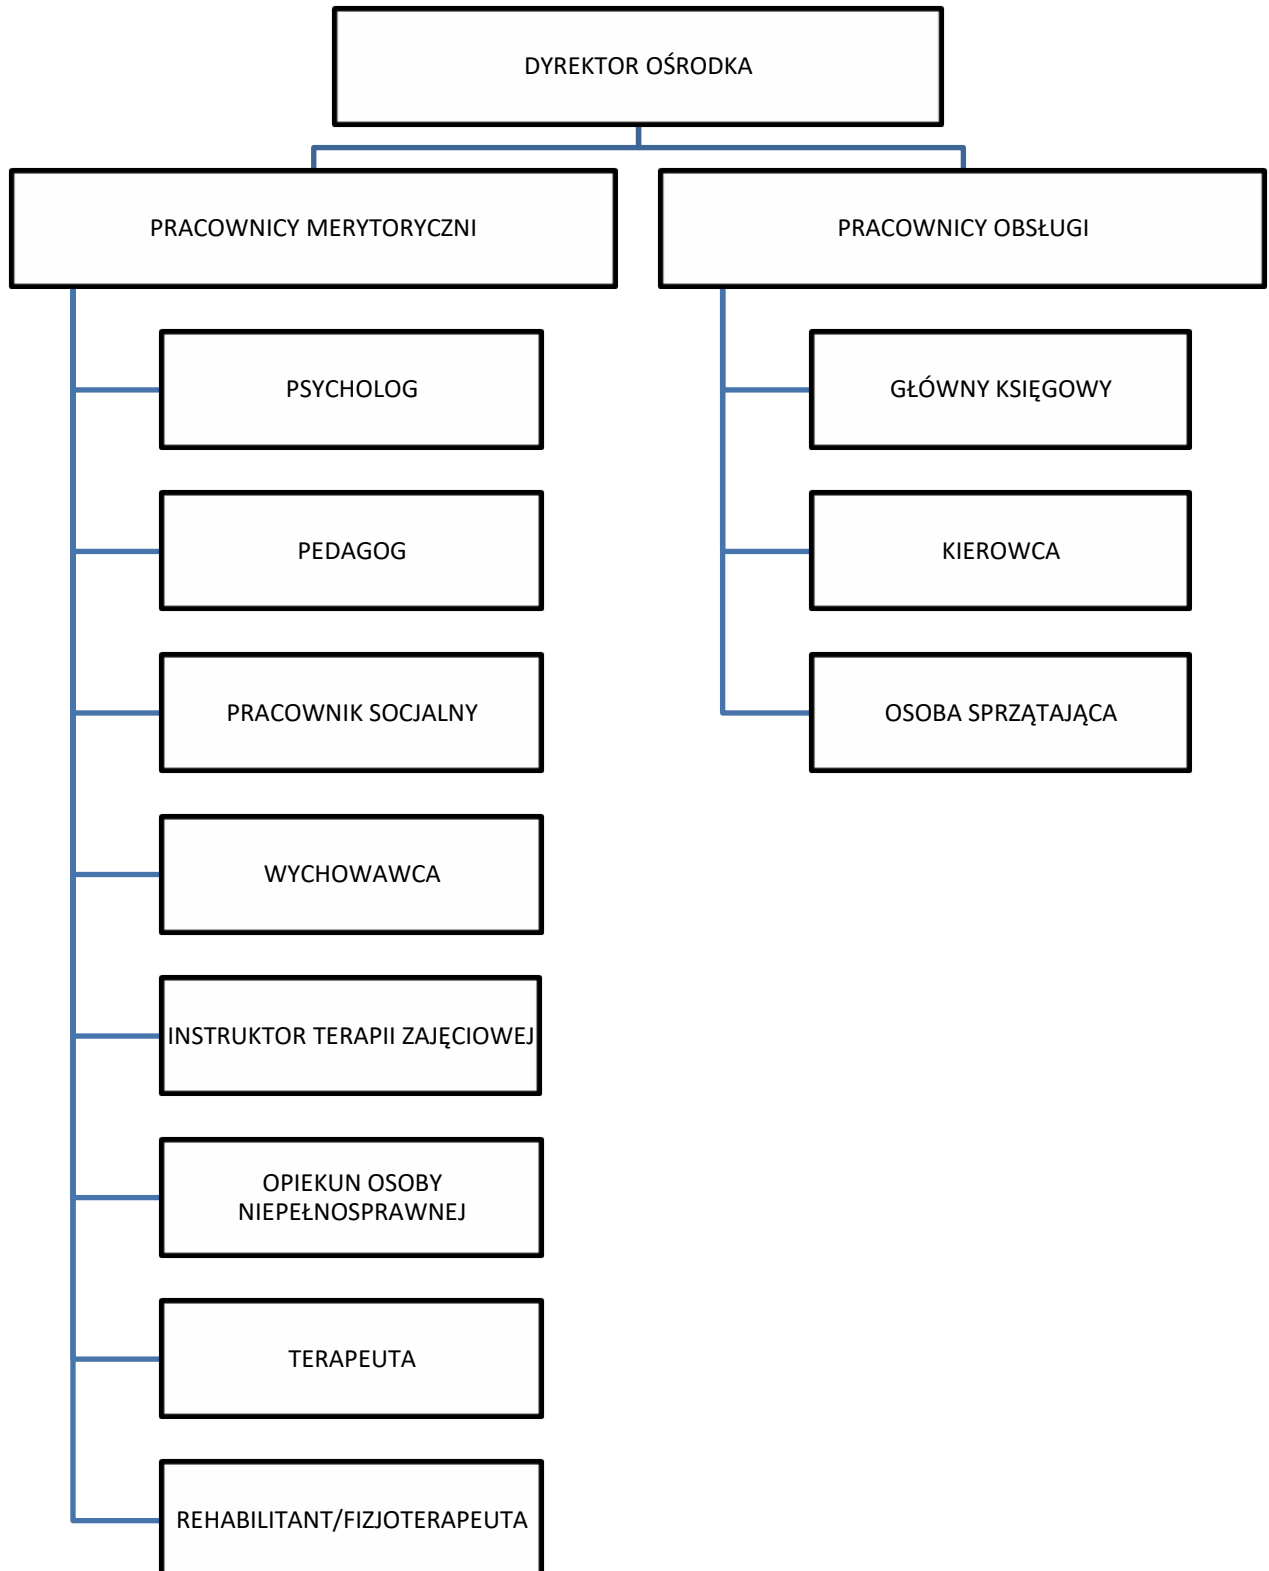 DYREKTOR OŚRODKA
PRACOWNICY MERYTORYCZNI
PRACOWNICY OBSŁUGI
PSYCHOLOG
GŁÓWNY KSIĘGOWY
PEDAGOG
KIEROWCA
PRACOWNIK SOCJALNY
OSOBA SPRZĄTAJĄCA
WYCHOWAWCA
INSTRUKTOR TERAPII ZAJĘCIOWEJ
OPIEKUN OSOBY
NIEPEŁNOSPRAWNEJ
TERAPEUTA
REHABILITANT/FIZJOTERAPEUTA